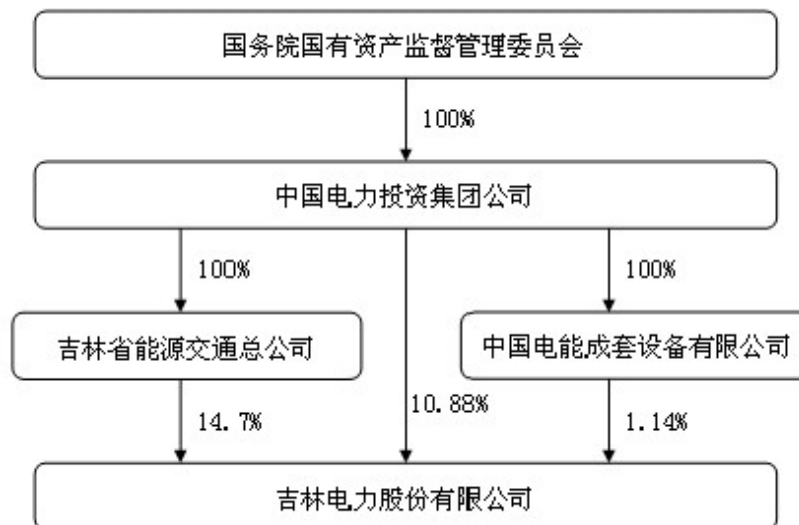 国务院国有资产监督管理委员会
100%
中国电力投资集团公司
100%
100%
吉林省能源交通总公司
中国电能成套设备有限公司
14.7%
10.88%
1.14%
吉林电力股份有限公司